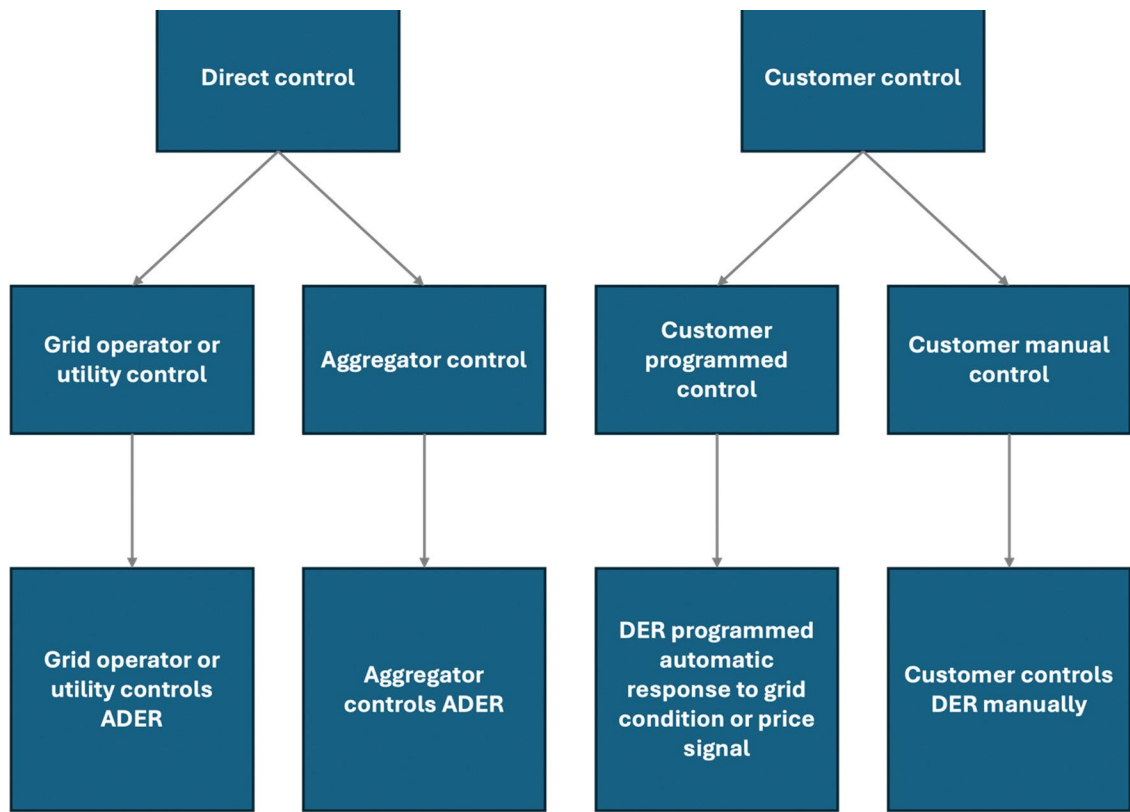 Direct control
Customer control
Grid operator or
utility control
Aggregator control
Customer
programmed
control
Customer manual
control
Grid operator or
utility controls
ADER
Aggregator
controls ADER
DER programmed
automatic
response to grid
condition or price
signal
Customer controls
DER manually